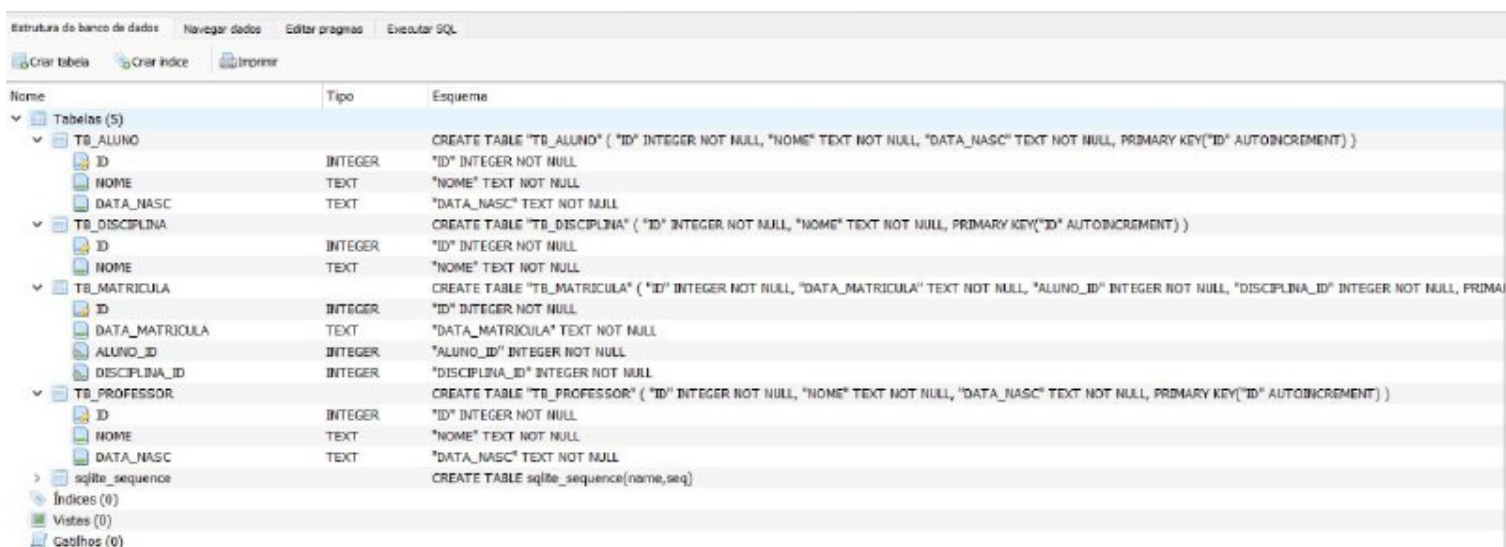 Estrutura do banco de dados Navegar dados Editar pragmas Executar SQL
Criar tabela Criar índice Imprimir
Nome Tipo Esquema
Tabelas (5)
TB_ALUNO CREATE TABLE "TB_ALUNO" ( "ID" INTEGER NOT NULL, "NOME" TEXT NOT NULL, "DATA_NASC" TEXT NOT NULL, PRIMARY KEY("ID" AUTOINCREMENT) )
ID INTEGER "ID" INTEGER NOT NULL
NOME TEXT "NOME" TEXT NOT NULL
DATA_NASC TEXT "DATA_NASC" TEXT NOT NULL
TB_DISCIPLINA CREATE TABLE "TB_DISCIPLINA" ( "ID" INTEGER NOT NULL, "NOME" TEXT NOT NULL, PRIMARY KEY("ID" AUTOINCREMENT) )
ID INTEGER "ID" INTEGER NOT NULL
NOME TEXT "NOME" TEXT NOT NULL
TB_MATRICULA CREATE TABLE "TB_MATRICULA" ( "ID" INTEGER NOT NULL, "DATA_MATRICULA" TEXT NOT NULL, "ALUNO_ID" INTEGER NOT NULL, "DISCIPLINA_ID" INTEGER NOT NULL, PRIMA
ID INTEGER "ID" INTEGER NOT NULL
DATA_MATRICULA TEXT "DATA_MATRICULA" TEXT NOT NULL
ALUNO_ID INTEGER "ALUNO_ID" INTEGER NOT NULL
DISCIPLINA_ID INTEGER "DISCIPLINA_ID" INTEGER NOT NULL
TB_PROFESSOR CREATE TABLE "TB_PROFESSOR" ( "ID" INTEGER NOT NULL, "NOME" TEXT NOT NULL, "DATA_NASC" TEXT NOT NULL, PRIMARY KEY("ID" AUTOINCREMENT) )
ID INTEGER "ID" INTEGER NOT NULL
NOME TEXT "NOME" TEXT NOT NULL
DATA_NASC TEXT "DATA_NASC" TEXT NOT NULL
sqlite_sequence CREATE TABLE sqlite_sequence(name,seq)
Índices (0)
Vistas (0)
Gatilhos (0)